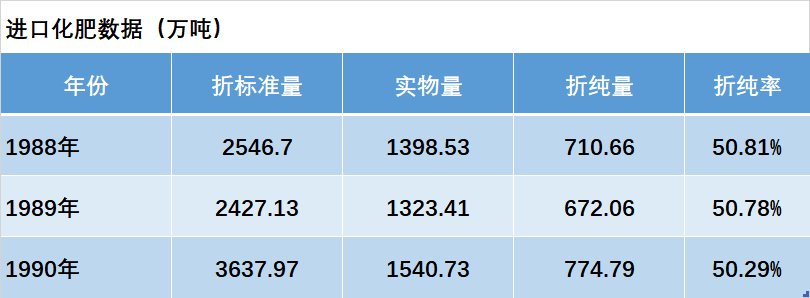 进口化肥数据（万吨）
年份 折标准量 实物量 折纯量 折纯率
1988年 2546.7 1398.53 710.66 50.81%
1989年 2427.13 1323.41 672.06 50.78%
1990年 3637.97 1540.73 774.79 50.29%